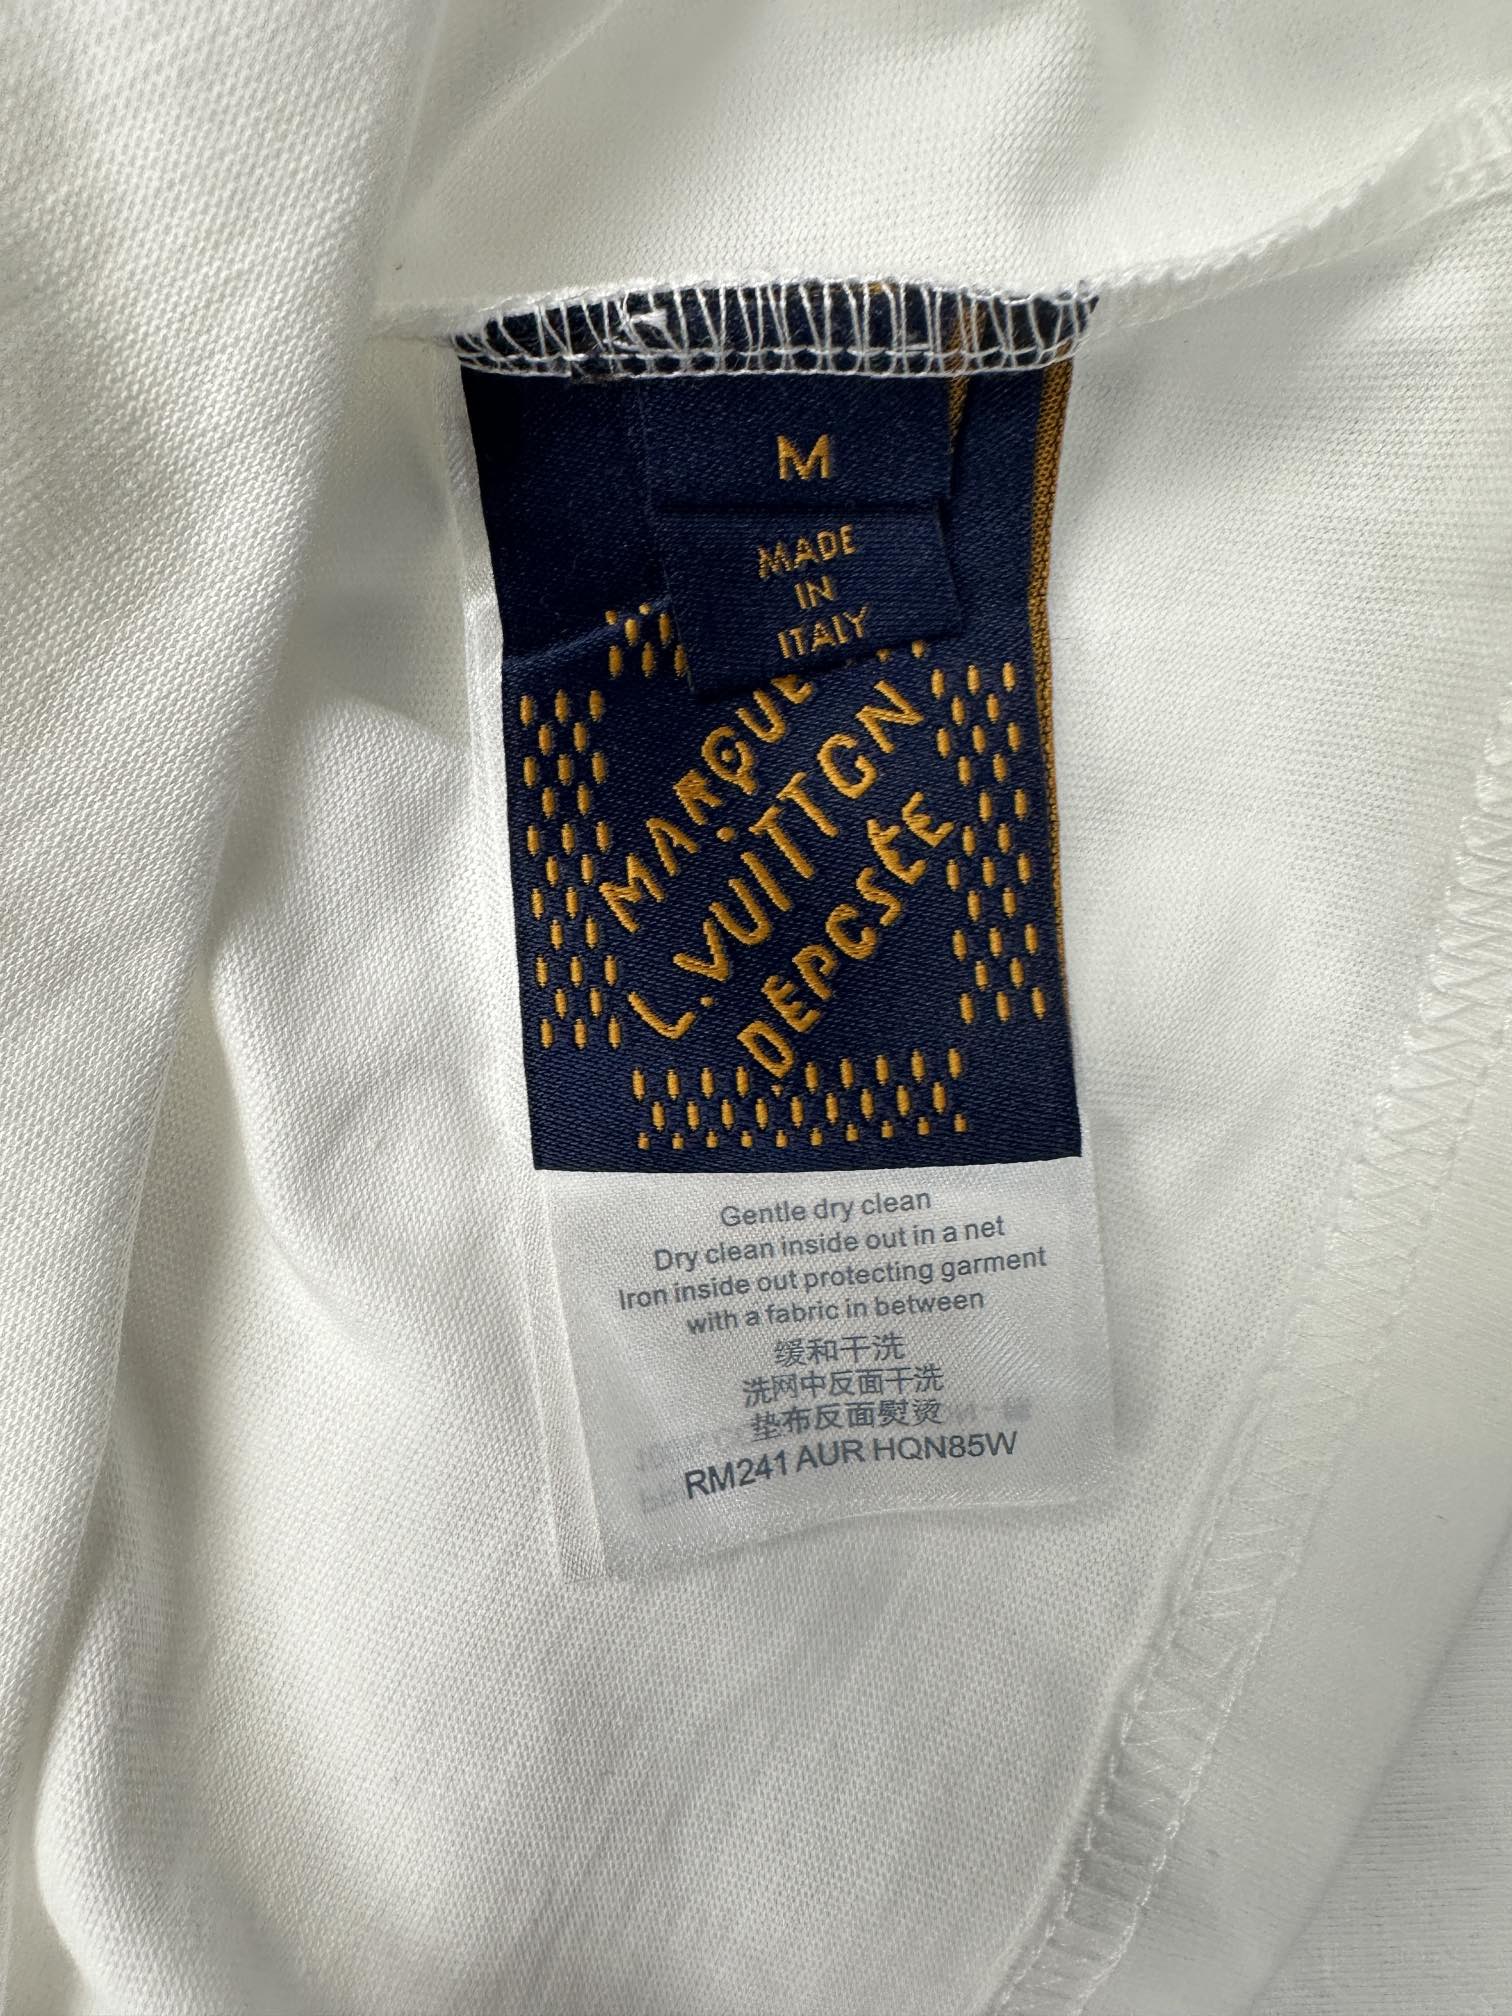 M
MADE
IN
ITALY
MARQUE
L. VUITTON
DÉPOSÉE
Gentle dry clean
Dry clean inside out in a net
Iron inside out protecting garment
with a fabric in between
缓和干洗
洗网中反面干洗
垫布反面熨烫
RM241 AUR HQN85W